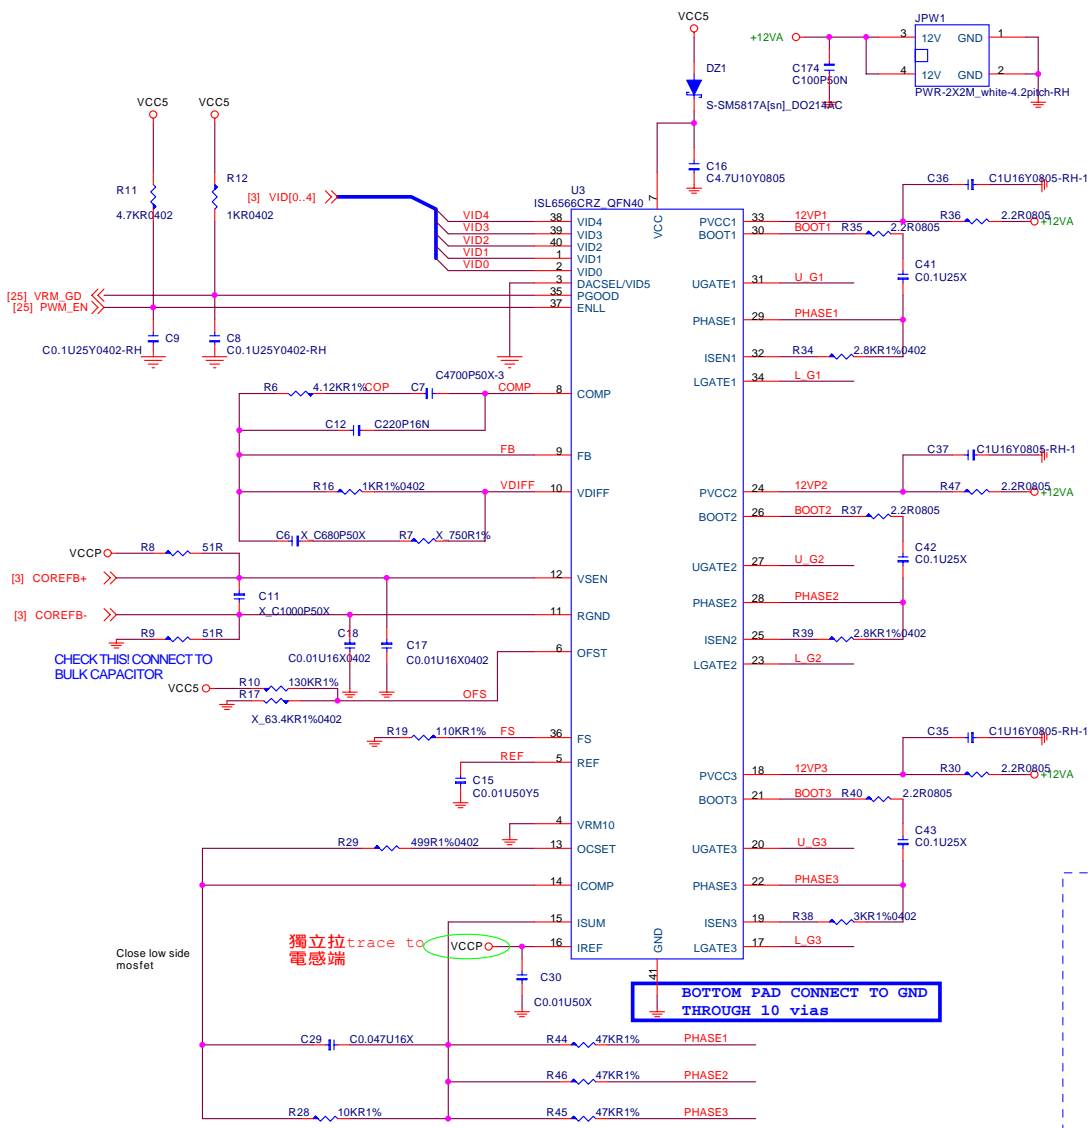 VCC5
+12VA
JPW1
3
12V
GND
1
4
12V
GND
2
C174
C100P50N
PWR-2X2M_white-4.2pitch-RH
DZ1
S-SM5817A[sn]_DO214AC
C16
C4.7U10Y0805
VCC5
VCC5
R11
4.7KR0402
R12
1KR0402
[3] VID[0..4]
U3
ISL6566CRZ_QFN40
7
VCC
VID4
38
VID4
VID3
39
VID3
VID2
40
VID2
VID1
1
VID1
VID0
2
VID0
3
DACSEL/VID5
[25] VRM_GD
35
PGOOD
[25] PWM_EN
37
ENLL
C9
C0.1U25Y0402-RH
C8
C0.1U25Y0402-RH
PVCC1
33
12VP1
R36
2.2R0805
+12VA
C36
C1U16Y0805-RH-1
BOOT1
30
BOOT1
R35
2.2R0805
C41
C0.1U25X
UGATE1
31
U_G1
PHASE1
29
PHASE1
ISEN1
32
R34
2.8KR1%0402
LGATE1
34
L_G1
R6
4.12KR1%
COP
C7
C4700P50X-3
COMP
8
COMP
C12
C220P16N
FB
9
FB
R16
1KR1%0402
VDIFF
10
VDIFF
C6
X_C680P50X
R7
X_750R1%
C37
C1U16Y0805-RH-1
PVCC2
24
12VP2
R47
2.2R0805
+12VA
BOOT2
26
BOOT2
R37
2.2R0805
C42
C0.1U25X
UGATE2
27
U_G2
PHASE2
28
PHASE2
ISEN2
25
R39
2.8KR1%0402
LGATE2
23
L_G2
VCCP
R8
51R
[3] COREFB+
12
VSEN
C11
X_C1000P50X
[3] COREFB-
11
RGND
R9
51R
C18
C0.01U16X0402
C17
C0.01U16X0402
6
OFST
CHECK THIS! CONNECT TO
BULK CAPACITOR
VCC5
R10
130KR1%
R17
X_63.4KR1%0402
OFS
R19
110KR1%
FS
36
FS
REF
5
REF
C15
C0.01U50Y5
C35
C1U16Y0805-RH-1
PVCC3
18
12VP3
R30
2.2R0805
+12VA
BOOT3
21
BOOT3
R40
2.2R0805
C43
C0.1U25X
UGATE3
20
U_G3
PHASE3
22
PHASE3
ISEN3
19
R38
3KR1%0402
LGATE3
17
L_G3
4
VRM10
R29
499R1%0402
13
OCSET
14
ICOMP
15
ISUM
16
IREF
GND
41
獨立拉trace to
電感端
VCCP
C30
C0.01U50X
Close low side
mosfet
BOTTOM PAD CONNECT TO GND
THROUGH 10 vias
C29
C0.047U16X
R44
47KR1%
PHASE1
R46
47KR1%
PHASE2
R28
10KR1%
R45
47KR1%
PHASE3